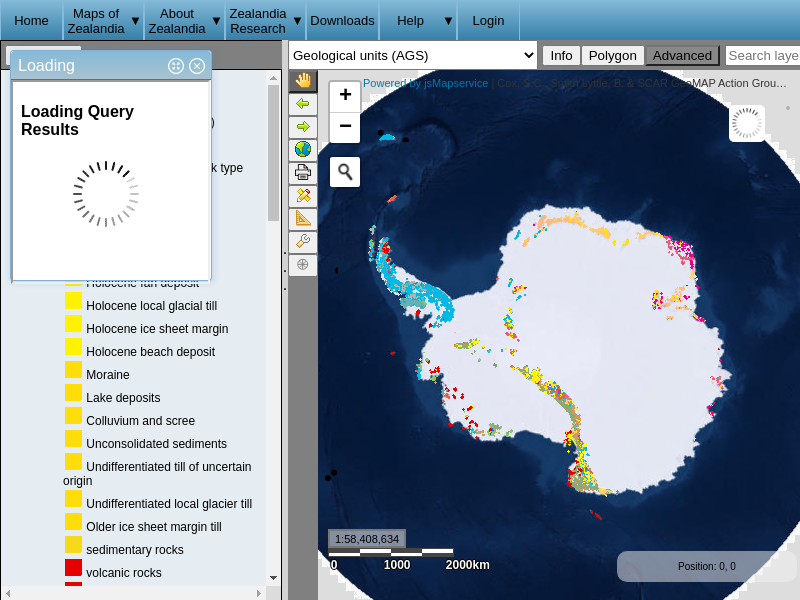 Home
Maps of Zealandia ▼
About Zealandia ▼
Zealandia Research ▼
Downloads
Help ▼
Login
Geological units (AGS)
Info
Polygon
Advanced
Search laye
Loading
Loading Query
Results
)
k type
Holocene fan deposit
Holocene local glacial till
Holocene ice sheet margin
Holocene beach deposit
Moraine
Lake deposits
Colluvium and scree
Unconsolidated sediments
Undifferentiated till of uncertain
origin
Undifferentiated local glacier till
Older ice sheet margin till
sedimentary rocks
volcanic rocks
+
−
Powered by jsMapservice | Cox, S.C., Smith Lyttle, B. & SCAR GeoMAP Action Grou…
1:58,408,634
0 1000 2000km
Position: 0, 0